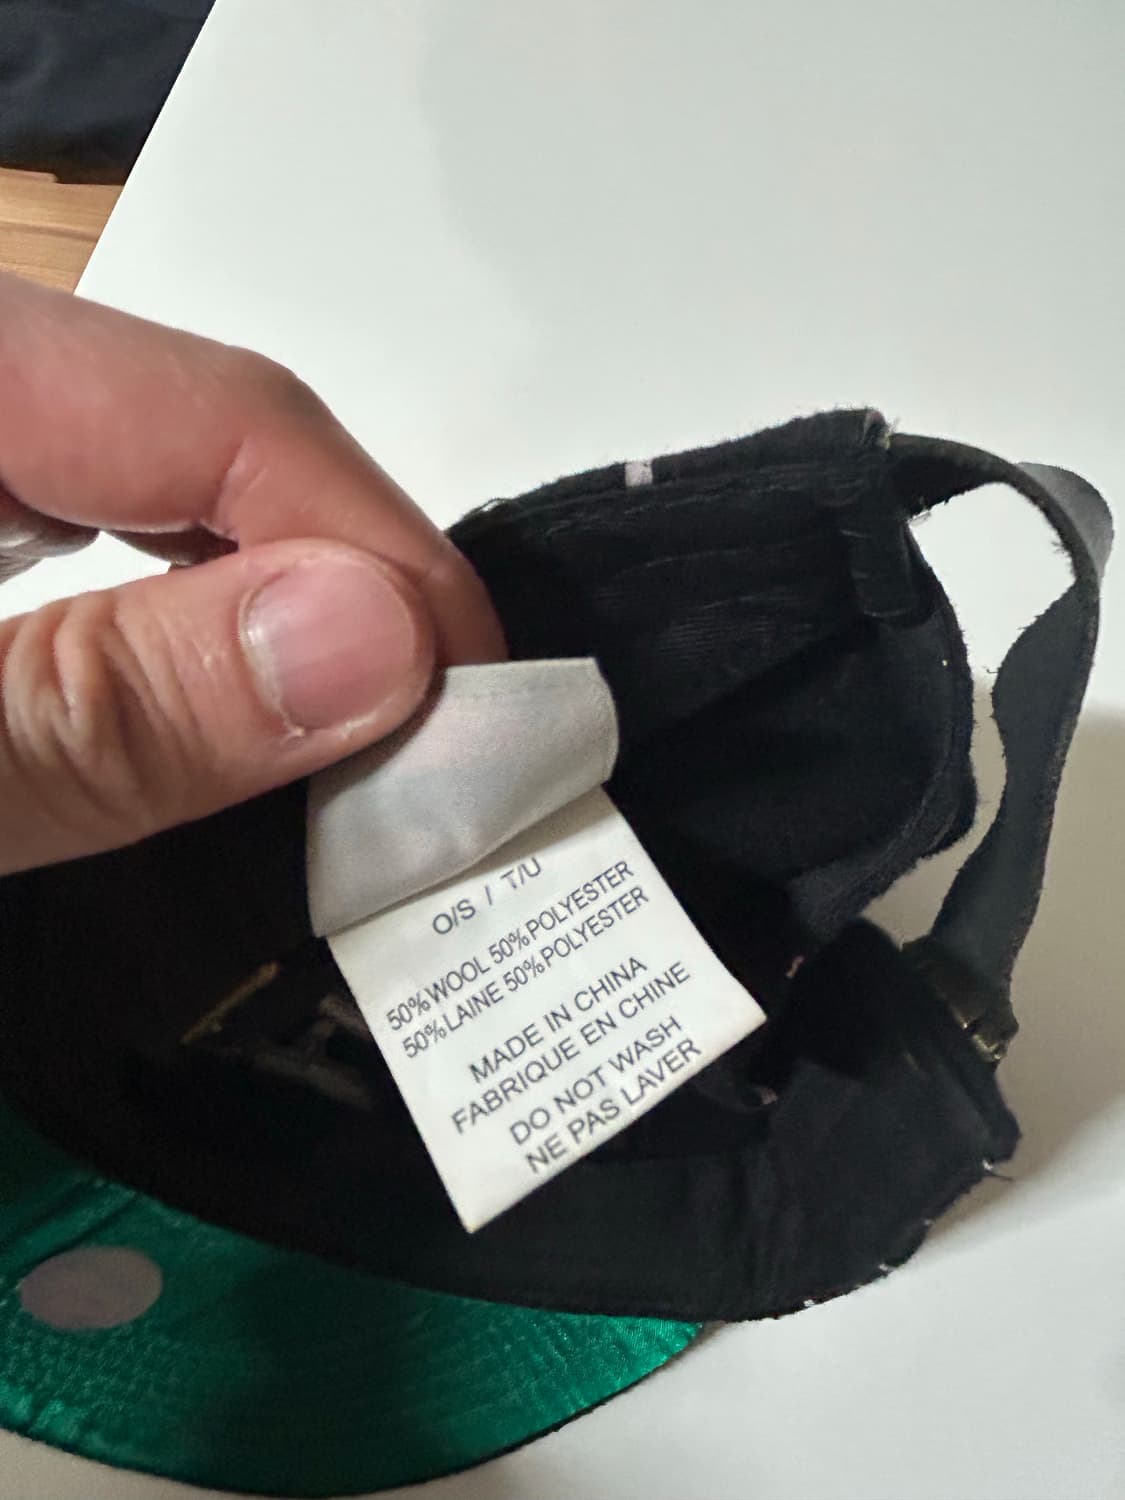 O/S / T/U
50%WOOL 50%POLYESTER
50%LAINE 50%POLYESTER
MADE IN CHINA
FABRIQUE EN CHINE
DO NOT WASH
NE PAS LAVER